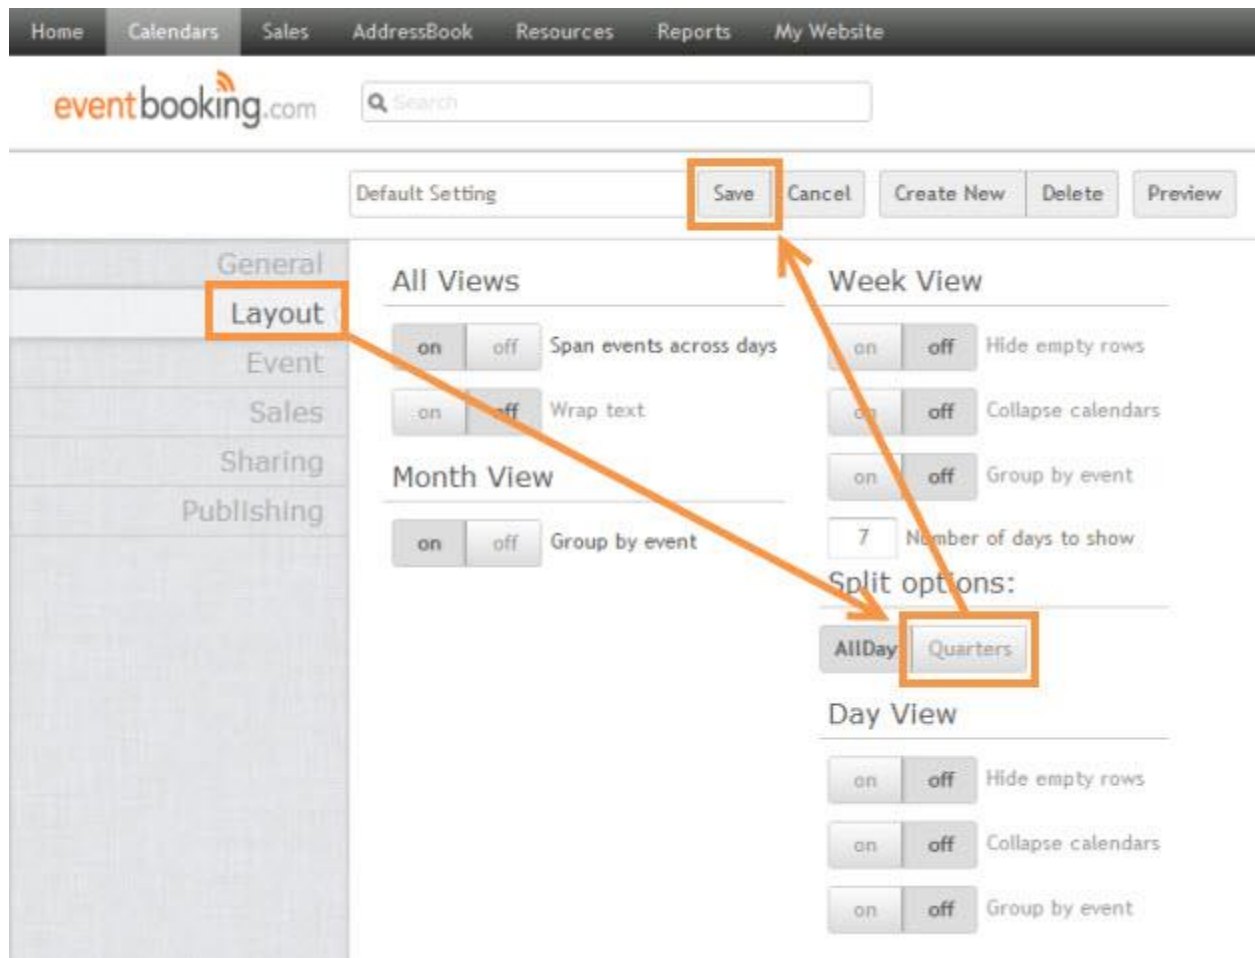 Home Calendars Sales AddressBook Resources Reports My Website
eventbooking.com Search
Default Setting Save Cancel Create New Delete Preview
General
Layout
Event
Sales
Sharing
Publishing
All Views
on off Span events across days
on off Wrap text
Month View
on off Group by event
Week View
on off Hide empty rows
on off Collapse calendars
on off Group by event
7 Number of days to show
Split options:
AllDay Quarters
Day View
on off Hide empty rows
on off Collapse calendars
on off Group by event